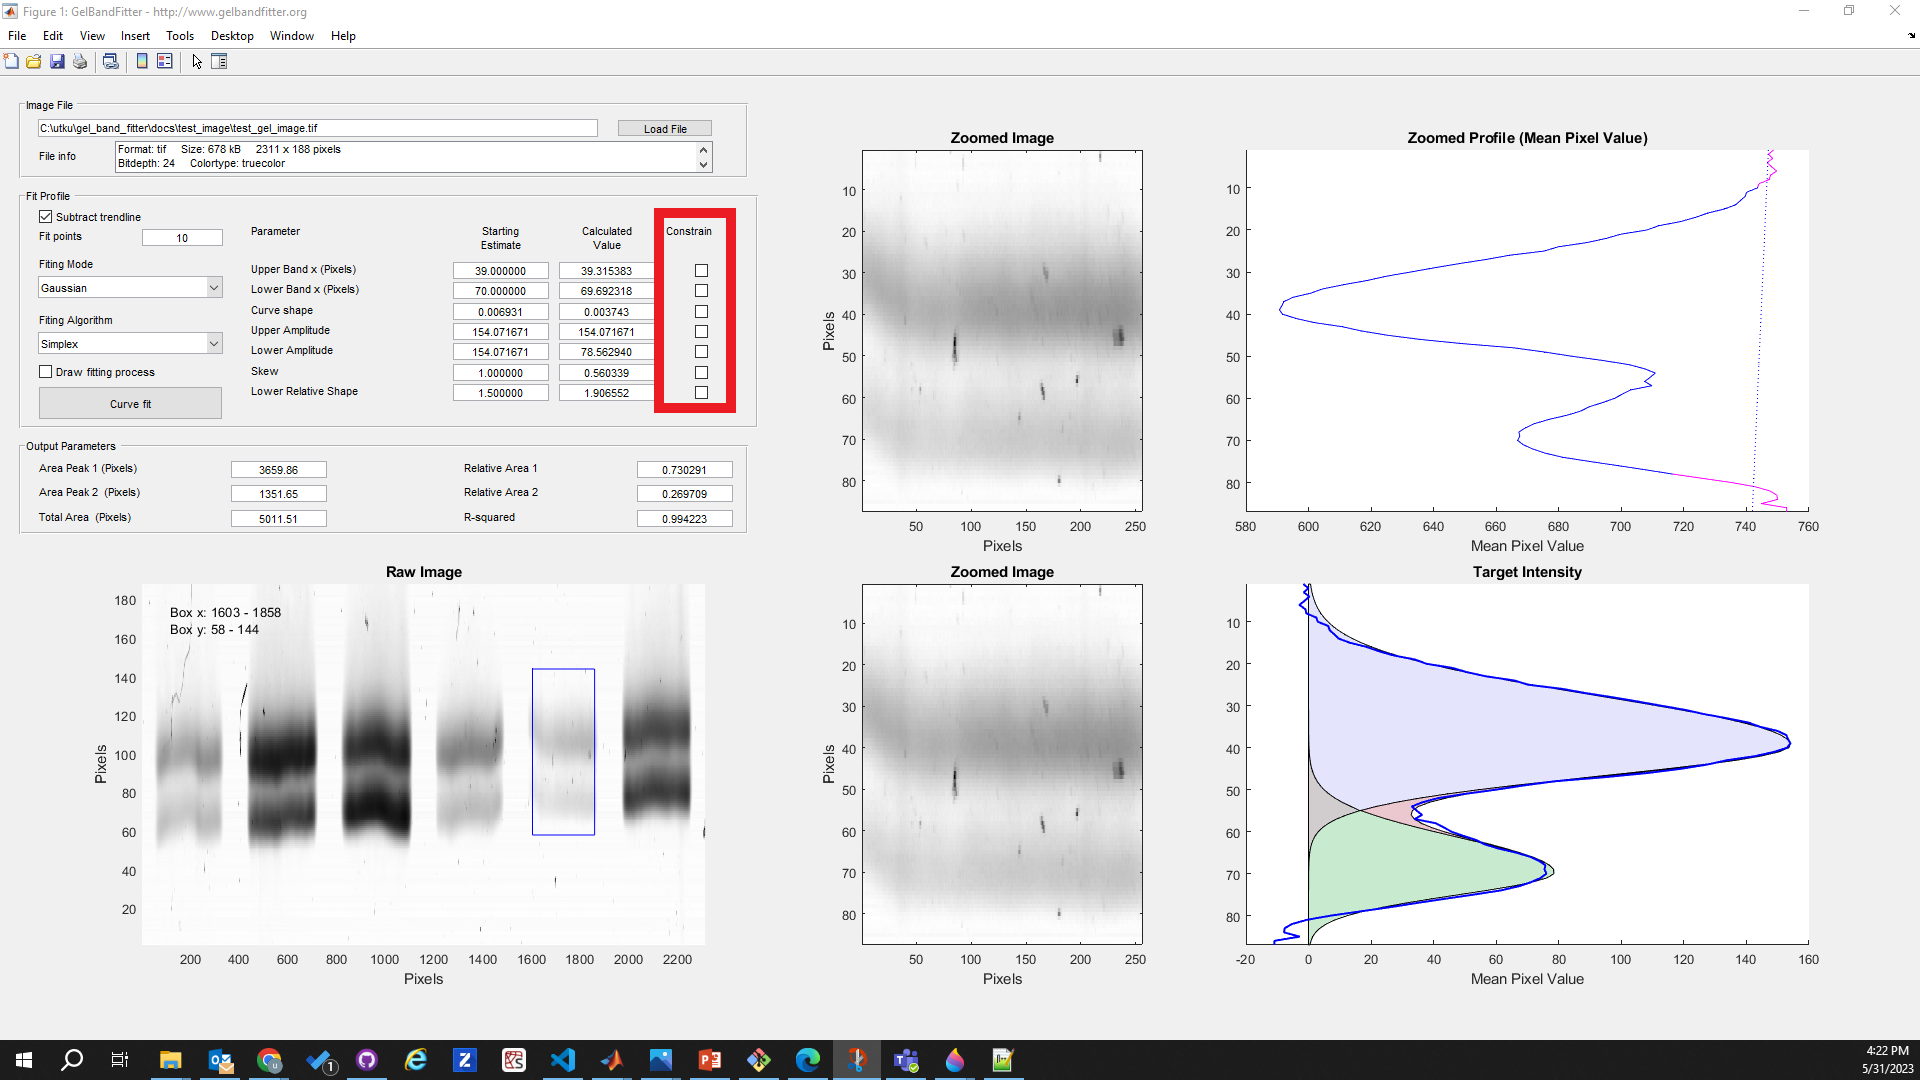 Figure 1: GelBandFitter - http://www.gelbandfitter.org
File Edit View Insert Tools Desktop Window Help
Image File
C:\utku\gel_band_fitter\docs\test_image\test_gel_image.tif
Load File
File info
Format: tif Size: 678 kB 2311 x 188 pixels
Bitdepth: 24 Colortype: truecolor
Fit Profile
Subtract trendline
Fit points 10
Fiting Mode
Gaussian
Fiting Algorithm
Simplex
Draw fitting process
Curve fit
Parameter Starting Estimate Calculated Value Constrain
Upper Band x (Pixels) 39.000000 39.315383
Lower Band x (Pixels) 70.000000 69.692318
Curve shape 0.006931 0.003743
Upper Amplitude 154.071671 154.071671
Lower Amplitude 154.071671 78.562940
Skew 1.000000 0.560339
Lower Relative Shape 1.500000 1.906552
Output Parameters
Area Peak 1 (Pixels) 3659.86 Relative Area 1 0.730291
Area Peak 2 (Pixels) 1351.65 Relative Area 2 0.269709
Total Area (Pixels) 5011.51 R-squared 0.994223
Zoomed Image
10
20
30
40
50
60
70
80
Pixels
50 100 150 200 250
Pixels
Zoomed Profile (Mean Pixel Value)
10
20
30
40
50
60
70
80
580 600 620 640 660 680 700 720 740 760
Mean Pixel Value
Raw Image
Box x: 1603 - 1858
Box y: 58 - 144
180
160
140
120
100
80
60
40
20
Pixels
200 400 600 800 1000 1200 1400 1600 1800 2000 2200
Pixels
Zoomed Image
10
20
30
40
50
60
70
80
Pixels
50 100 150 200 250
Pixels
Target Intensity
10
20
30
40
50
60
70
80
-20 0 20 40 60 80 100 120 140 160
Mean Pixel Value
4:22 PM
5/31/2023